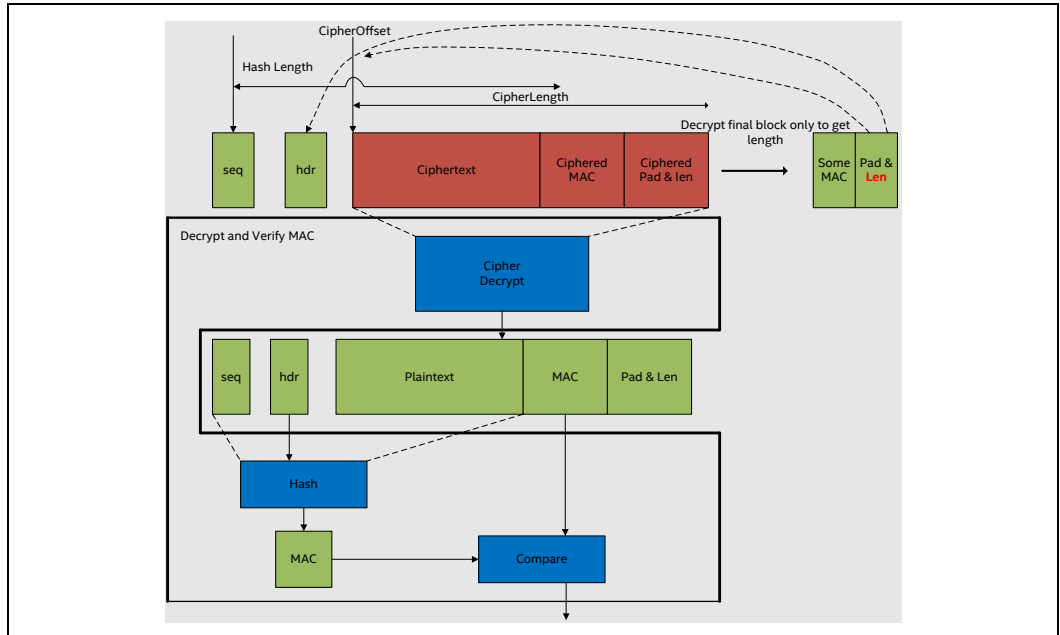 CipherOffset
Hash Length
CipherLength
Decrypt final block only to get
length
seq
hdr
Ciphertext
Ciphered
MAC
Ciphered
Pad & len
Some
MAC
Pad &
Len
Decrypt and Verify MAC
Cipher
Decrypt
seq
hdr
Plaintext
MAC
Pad & Len
Hash
MAC
Compare